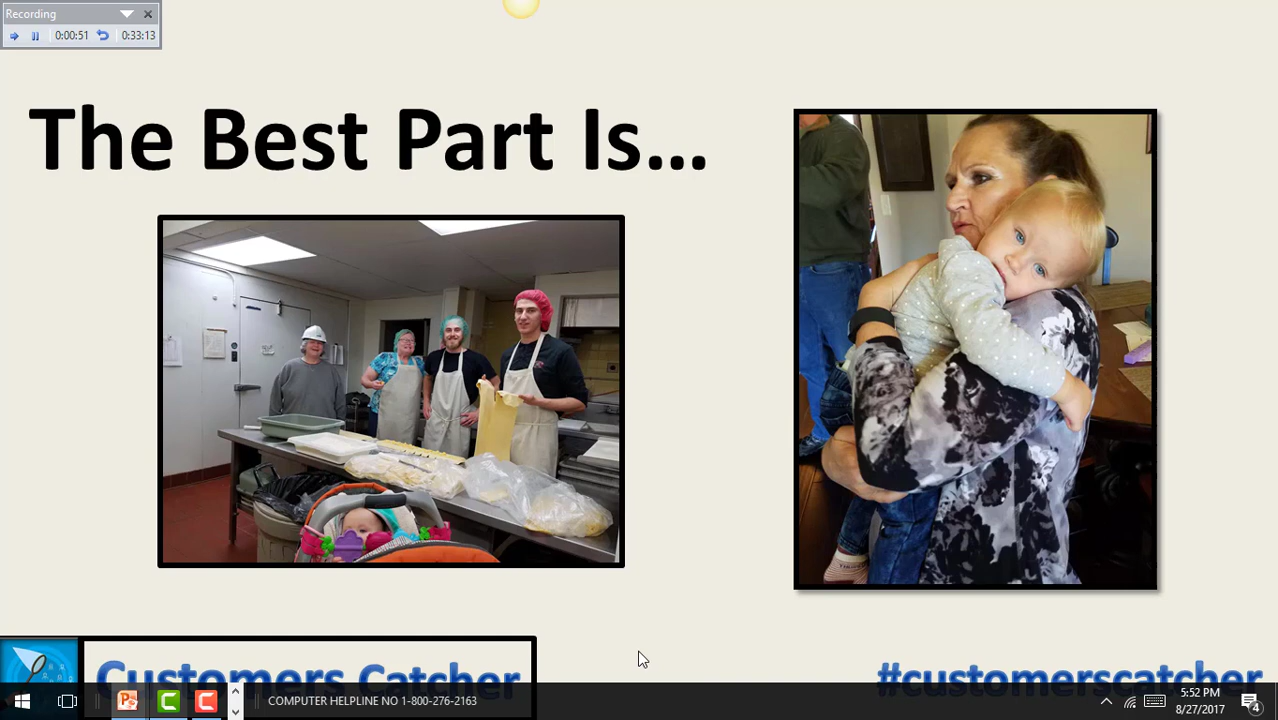 Recording
0:00:51
0:33:13
The Best Part Is...
Customers Catcher
#customerscatcher
COMPUTER HELPLINE NO 1-800-276-2163
5:52 PM
8/27/2017
4